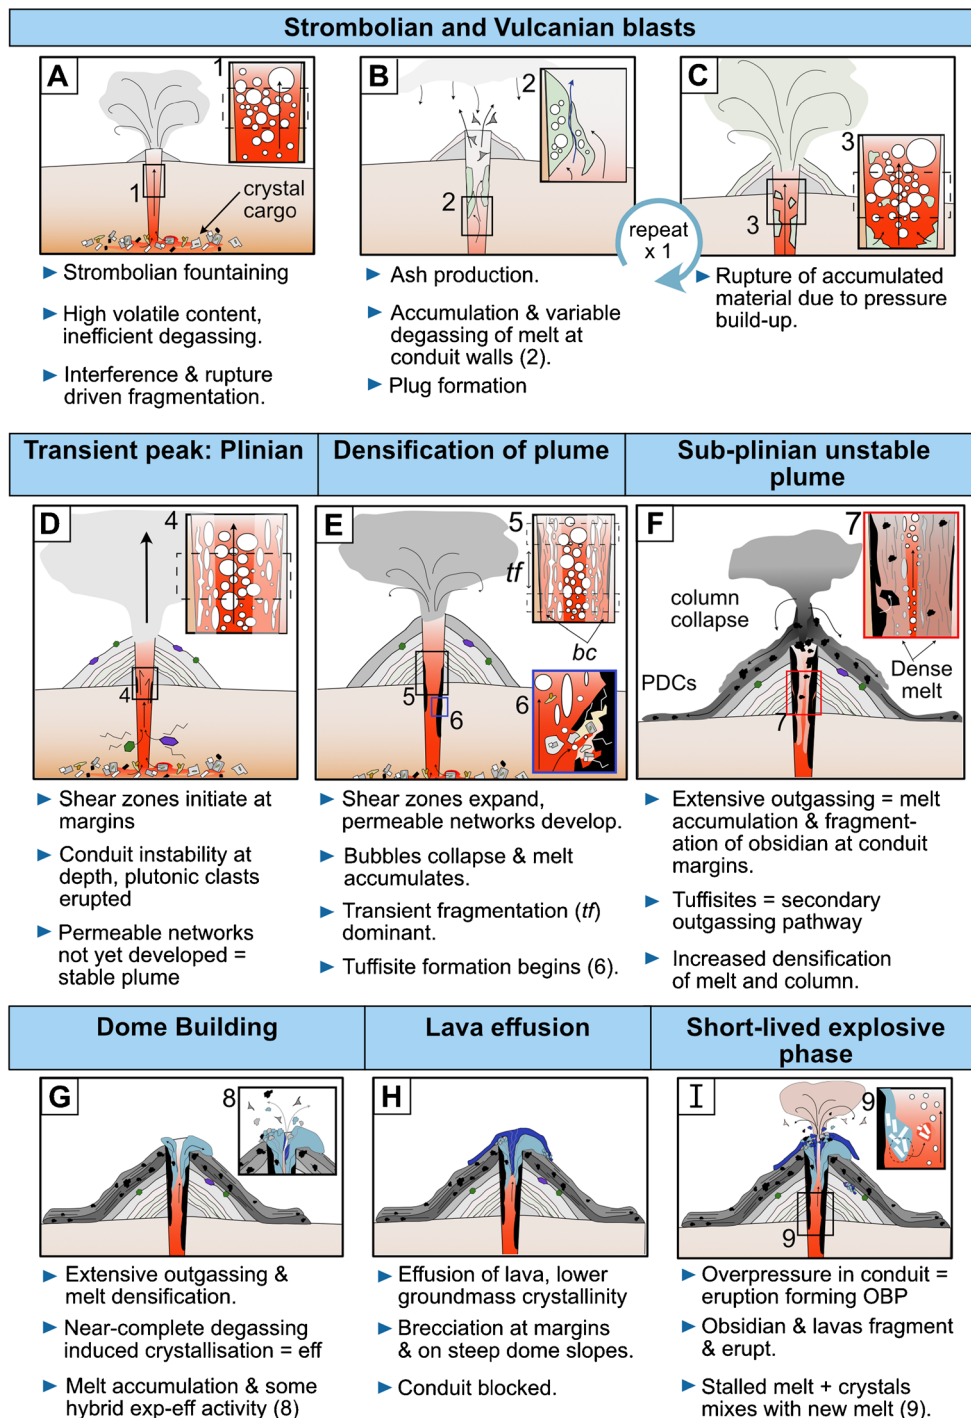 Strombolian and Vulcanian blasts
A
1
1
crystal
cargo
B
2
2
repeat
x 1
C
3
3
► Strombolian fountaining
► High volatile content,
inefficient degassing.
► Interference & rupture
driven fragmentation.
► Ash production.
► Accumulation & variable
degassing of melt at
conduit walls (2).
► Plug formation
► Rupture of accumulated
material due to pressure
build-up.
Transient peak: Plinian
Densification of plume
Sub-plinian unstable
plume
D
4
4
E
5
tf
bc
5
6
6
F
7
column
collapse
PDCs
Dense
melt
7
► Shear zones initiate at
margins
► Conduit instability at
depth, plutonic clasts
erupted
► Permeable networks
not yet developed =
stable plume
► Shear zones expand,
permeable networks develop.
► Bubbles collapse & melt
accumulates.
► Transient fragmentation (tf)
dominant.
► Tuffisite formation begins (6).
► Extensive outgassing = melt
accumulation & fragment-
ation of obsidian at conduit
margins.
► Tuffisites = secondary
outgassing pathway
► Increased densification
of melt and column.
Dome Building
Lava effusion
Short-lived explosive
phase
G
8
H
I
9
9
► Extensive outgassing &
melt densification.
► Near-complete degassing
induced crystallisation = eff
► Melt accumulation & some
hybrid exp-eff activity (8)
► Effusion of lava, lower
groundmass crystallinity
► Brecciation at margins
& on steep dome slopes.
► Conduit blocked.
► Overpressure in conduit =
eruption forming OBP
► Obsidian & lavas fragment
& erupt.
► Stalled melt + crystals
mixes with new melt (9).